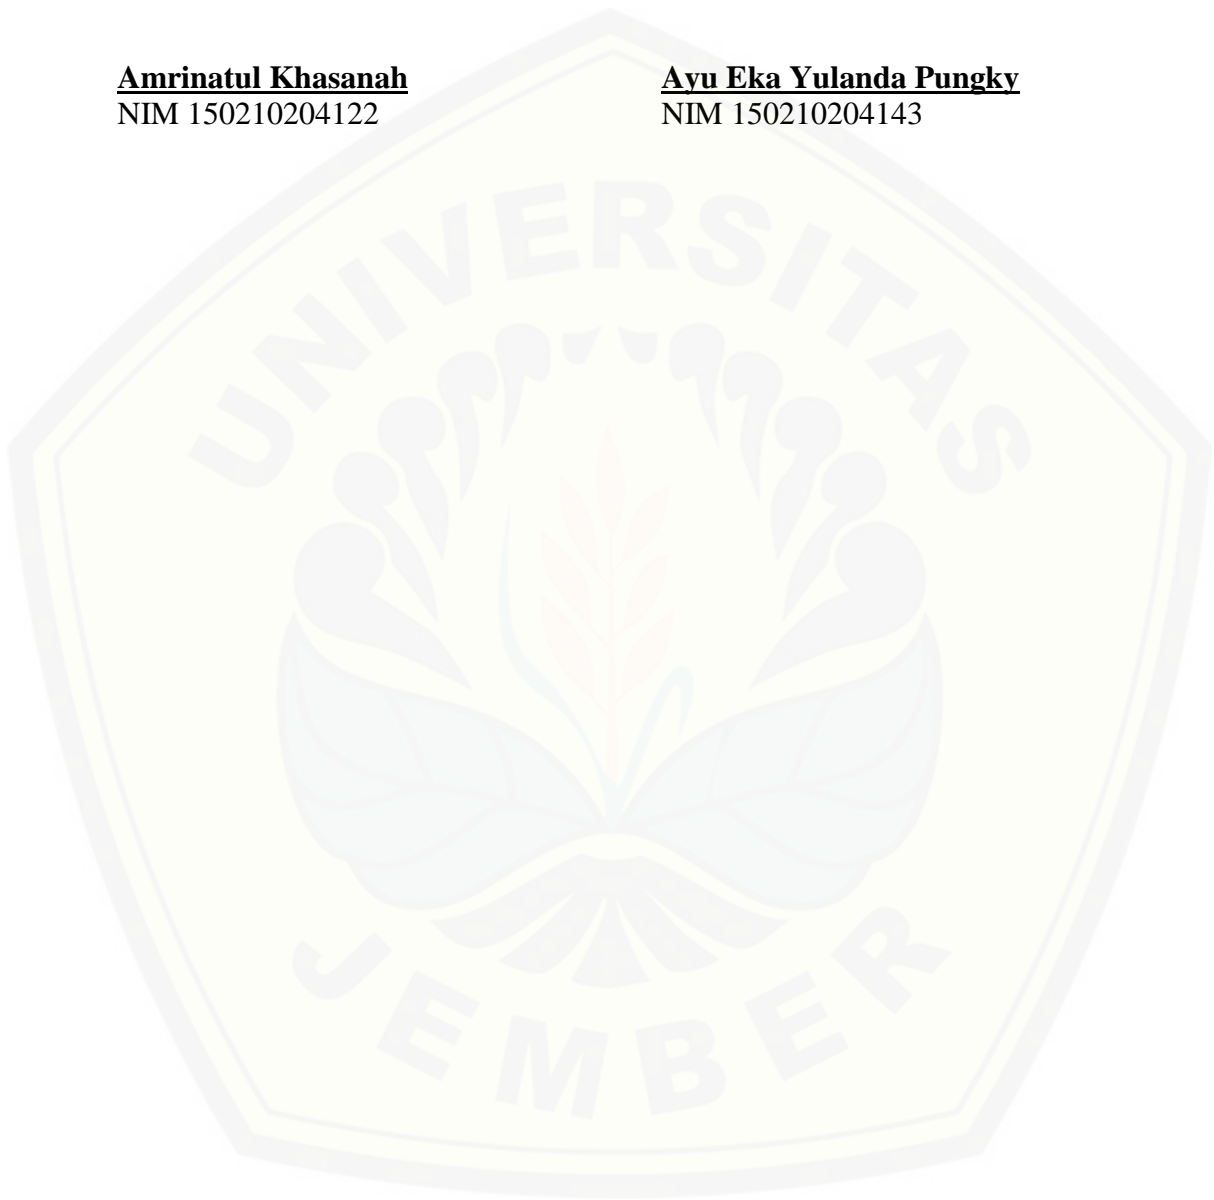 Amrinatul Khasanah
NIM 150210204122
Ayu Eka Yulanda Pungky
NIM 150210204143
UNIVERSITAS
JEMBER